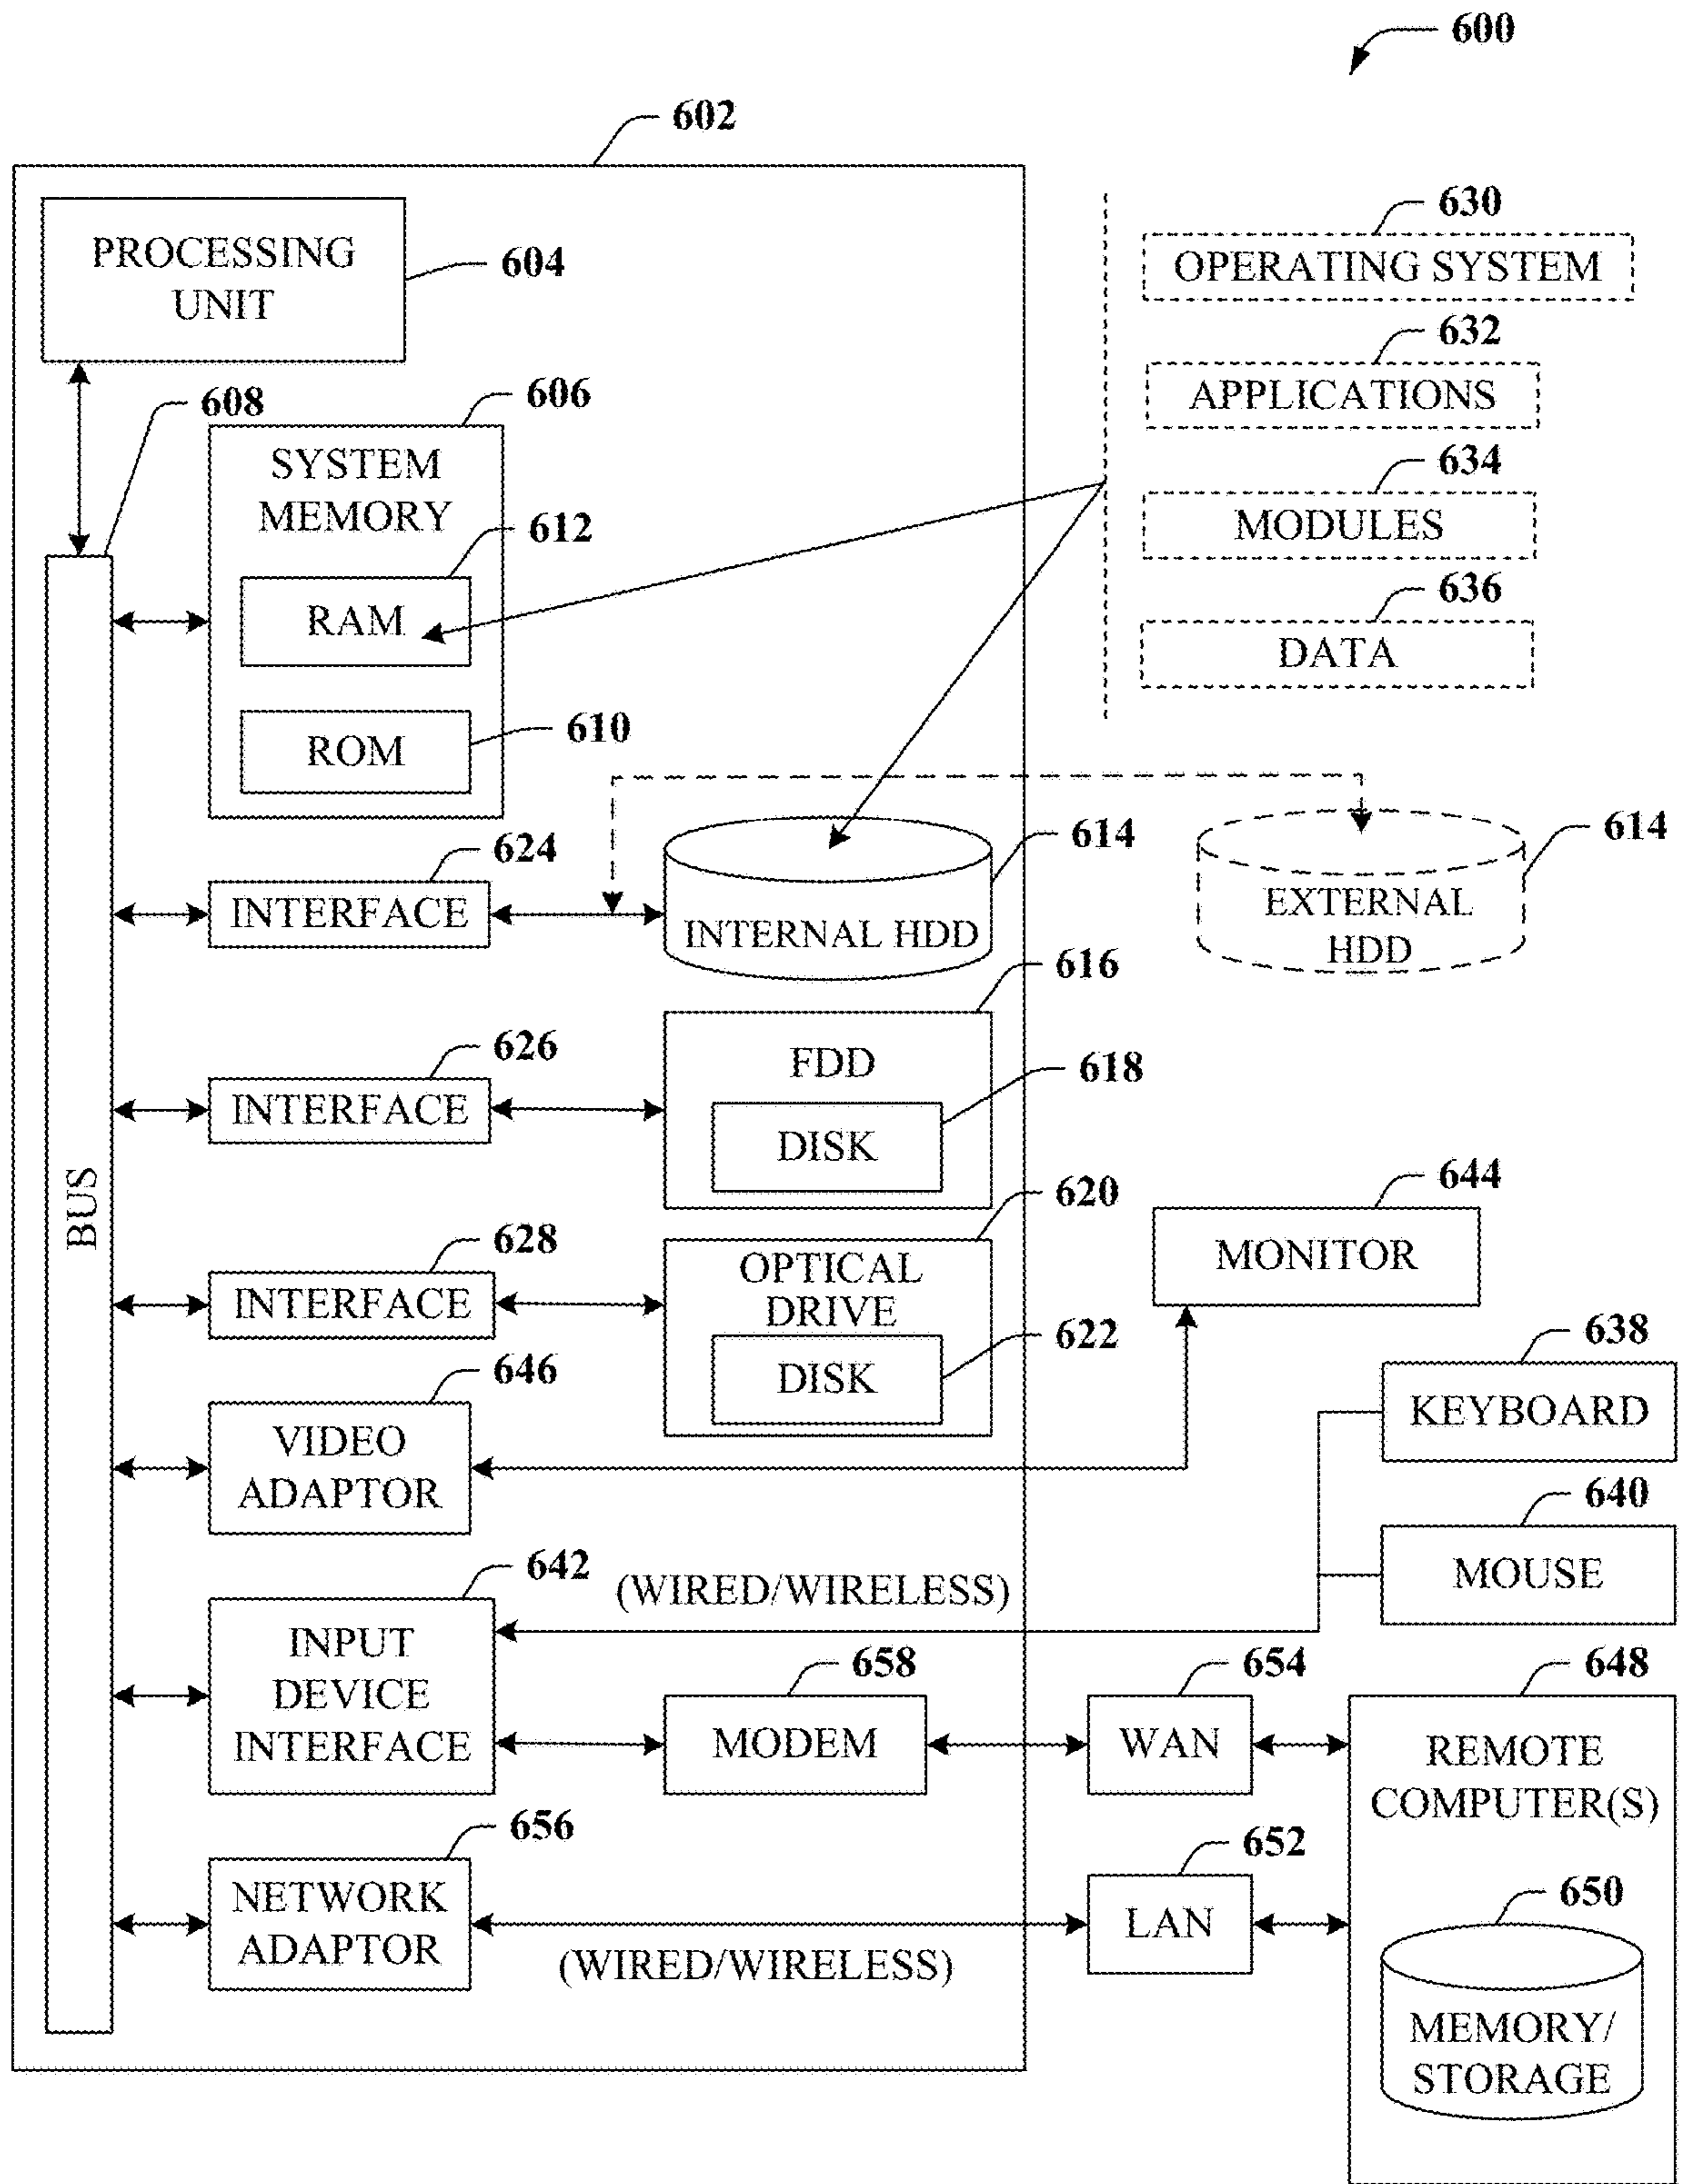 600
602
PROCESSING
UNIT
604
630
OPERATING SYSTEM
632
APPLICATIONS
634
MODULES
636
DATA
608
606
SYSTEM
MEMORY
612
RAM
610
ROM
624
INTERFACE
614
INTERNAL HDD
614
EXTERNAL
HDD
626
INTERFACE
616
FDD
618
DISK
BUS
628
INTERFACE
620
OPTICAL
DRIVE
622
DISK
644
MONITOR
646
VIDEO
ADAPTOR
638
KEYBOARD
640
MOUSE
642
INPUT
DEVICE
INTERFACE
(WIRED/WIRELESS)
658
MODEM
654
WAN
648
REMOTE
COMPUTER(S)
656
NETWORK
ADAPTOR
(WIRED/WIRELESS)
652
LAN
650
MEMORY/
STORAGE